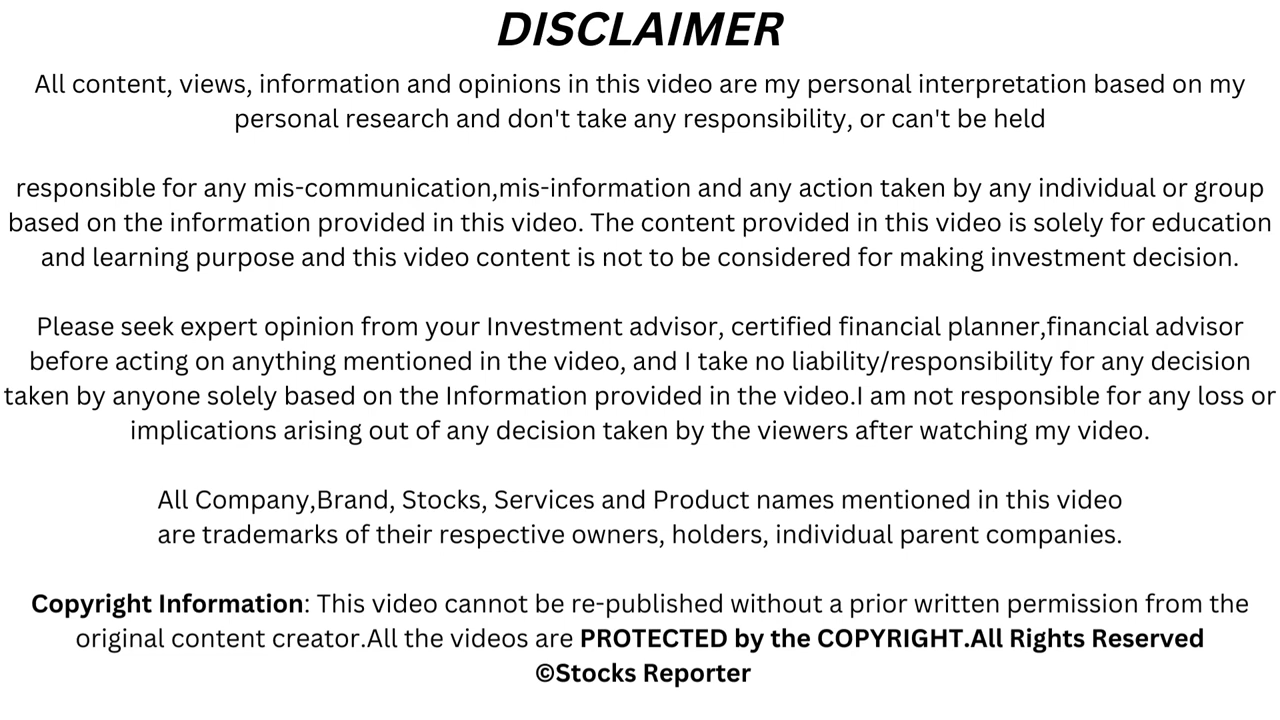 DISCLAIMER
All content, views, information and opinions in this video are my personal interpretation based on my
personal research and don't take any responsibility, or can't be held
responsible for any mis-communication,mis-information and any action taken by any individual or group
based on the information provided in this video. The content provided in this video is solely for education
and learning purpose and this video content is not to be considered for making investment decision.
Please seek expert opinion from your Investment advisor, certified financial planner,financial advisor
before acting on anything mentioned in the video, and I take no liability/responsibility for any decision
taken by anyone solely based on the Information provided in the video.I am not responsible for any loss or
implications arising out of any decision taken by the viewers after watching my video.
All Company,Brand, Stocks, Services and Product names mentioned in this video
are trademarks of their respective owners, holders, individual parent companies.
Copyright Information: This video cannot be re-published without a prior written permission from the
original content creator.All the videos are PROTECTED by the COPYRIGHT.All Rights Reserved
©Stocks Reporter